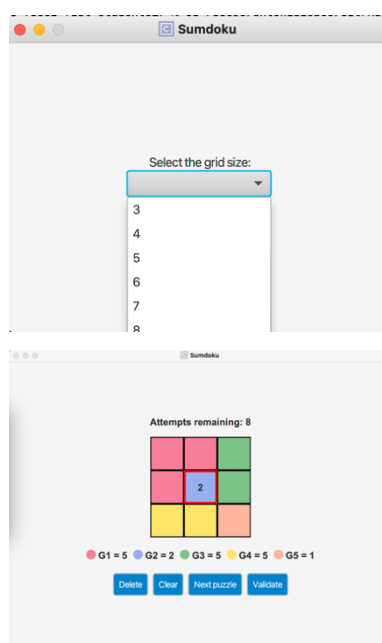 Sumdoku
Select the grid size:
3
4
5
6
7
8
Sumdoku
Attempts remaining: 8
2
G1 = 5 G2 = 2 G3 = 5 G4 = 5 G5 = 1
Delete Clear Next puzzle Validate